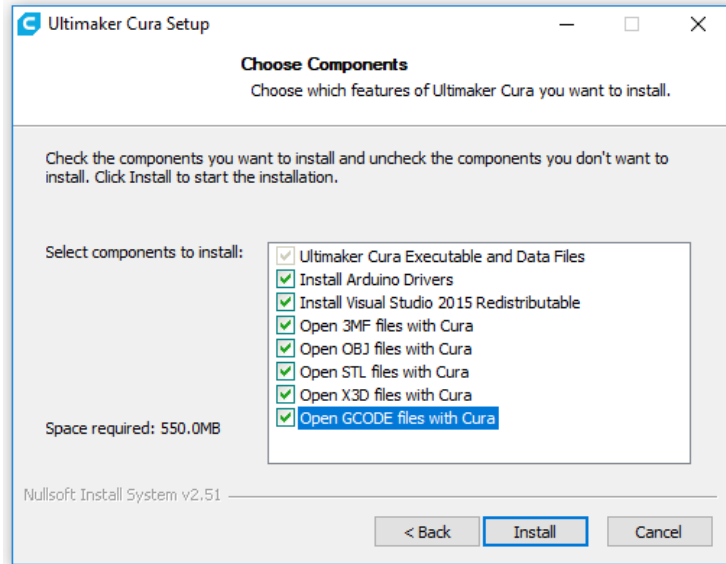 Ultimaker Cura Setup
Choose Components
Choose which features of Ultimaker Cura you want to install.
Check the components you want to install and uncheck the components you don't want to
install. Click Install to start the installation.
Select components to install:
Ultimaker Cura Executable and Data Files
Install Arduino Drivers
Install Visual Studio 2015 Redistributable
Open 3MF files with Cura
Open OBJ files with Cura
Open STL files with Cura
Open X3D files with Cura
Open GCODE files with Cura
Space required: 550.0MB
Nullsoft Install System v2.51
< Back
Install
Cancel